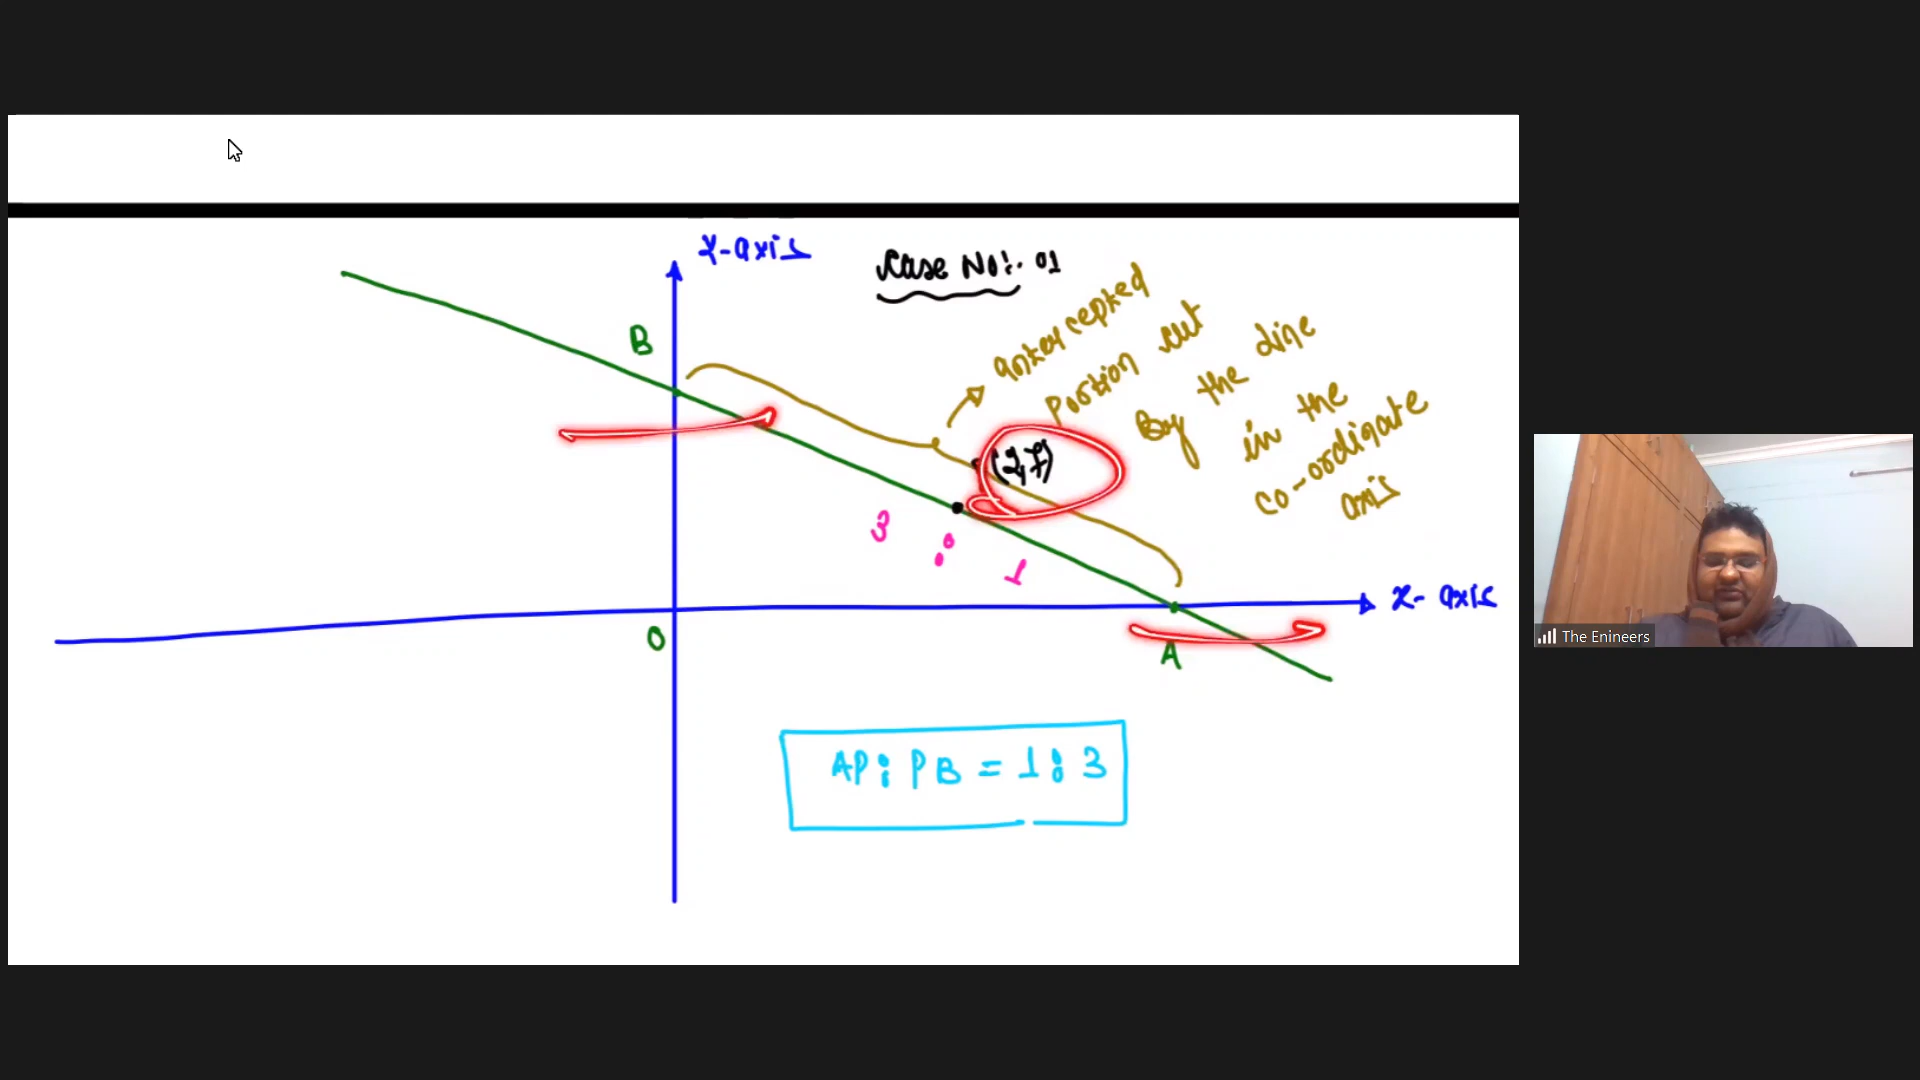 Y-axis
Case No:. 01
B
intercepted
portion cut
By the line
in the
co-ordinate
axis
(2,7)
3 : 1
X-axis
O
A
AP : PB = 1 : 3
The Enineers